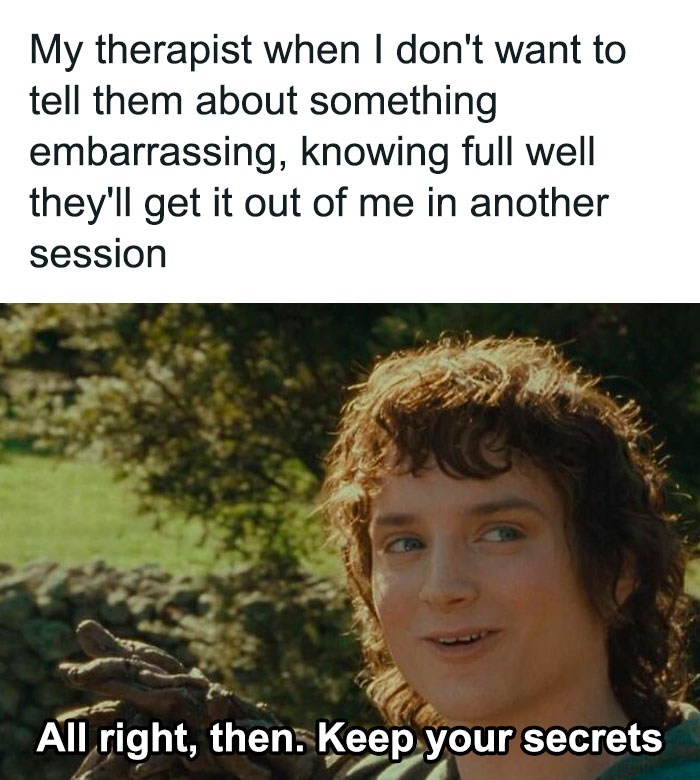 My therapist when I don't want to
tell them about something
embarrassing, knowing full well
they'll get it out of me in another
session
All right, then. Keep your secrets